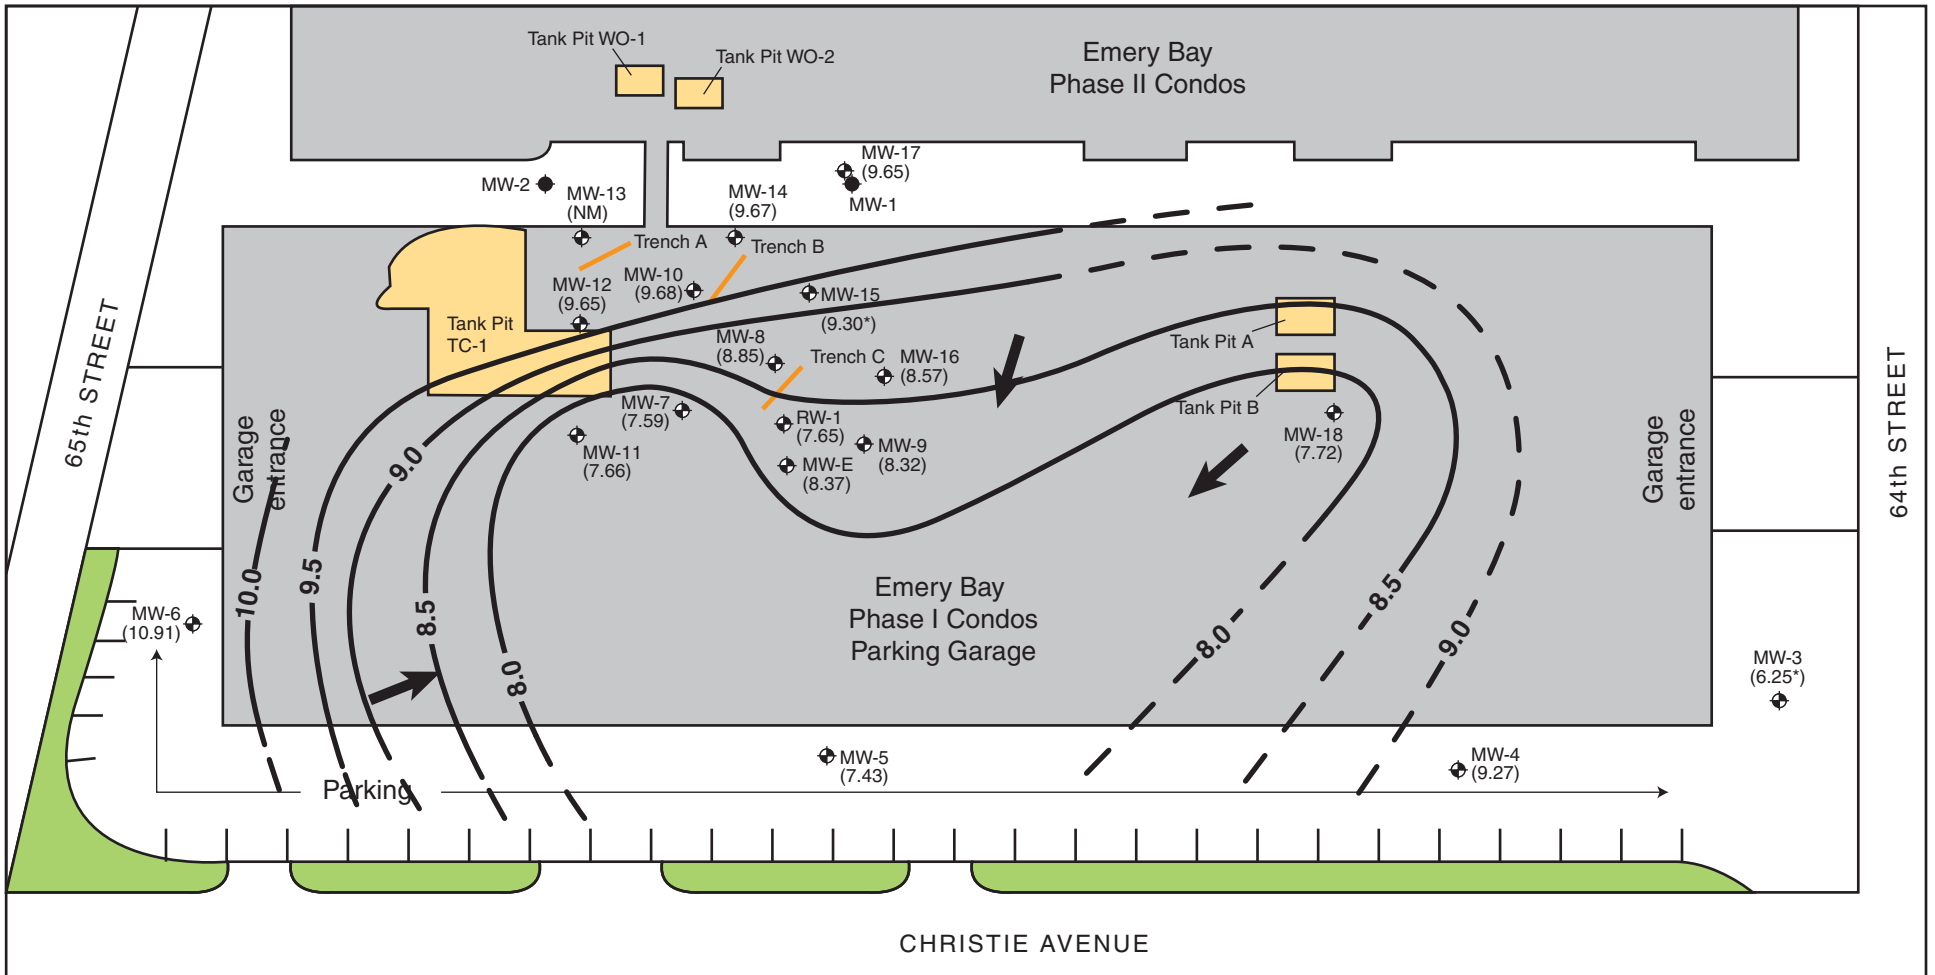 Tank Pit WO-1
Tank Pit WO-2
Emery Bay
Phase II Condos
MW-17
(9.65)
MW-2
MW-13
(NM)
MW-14
(9.67)
MW-1
Trench A
Trench B
MW-12
(9.65)
MW-10
(9.68)
MW-15
(9.30*)
Tank Pit
TC-1
MW-8
(8.85)
Trench C
MW-16
(8.57)
Tank Pit A
Tank Pit B
65th STREET
64th STREET
Garage
entrance
Garage
entrance
MW-7
(7.59)
RW-1
(7.65)
MW-11
(7.66)
MW-9
(8.32)
MW-E
(8.37)
MW-18
(7.72)
9.0
10.0
9.5
8.5
8.0
Emery Bay
Phase I Condos
Parking Garage
8.0
8.5
9.0
MW-6
(10.91)
MW-3
(6.25*)
MW-5
(7.43)
MW-4
(9.27)
Parking
CHRISTIE AVENUE